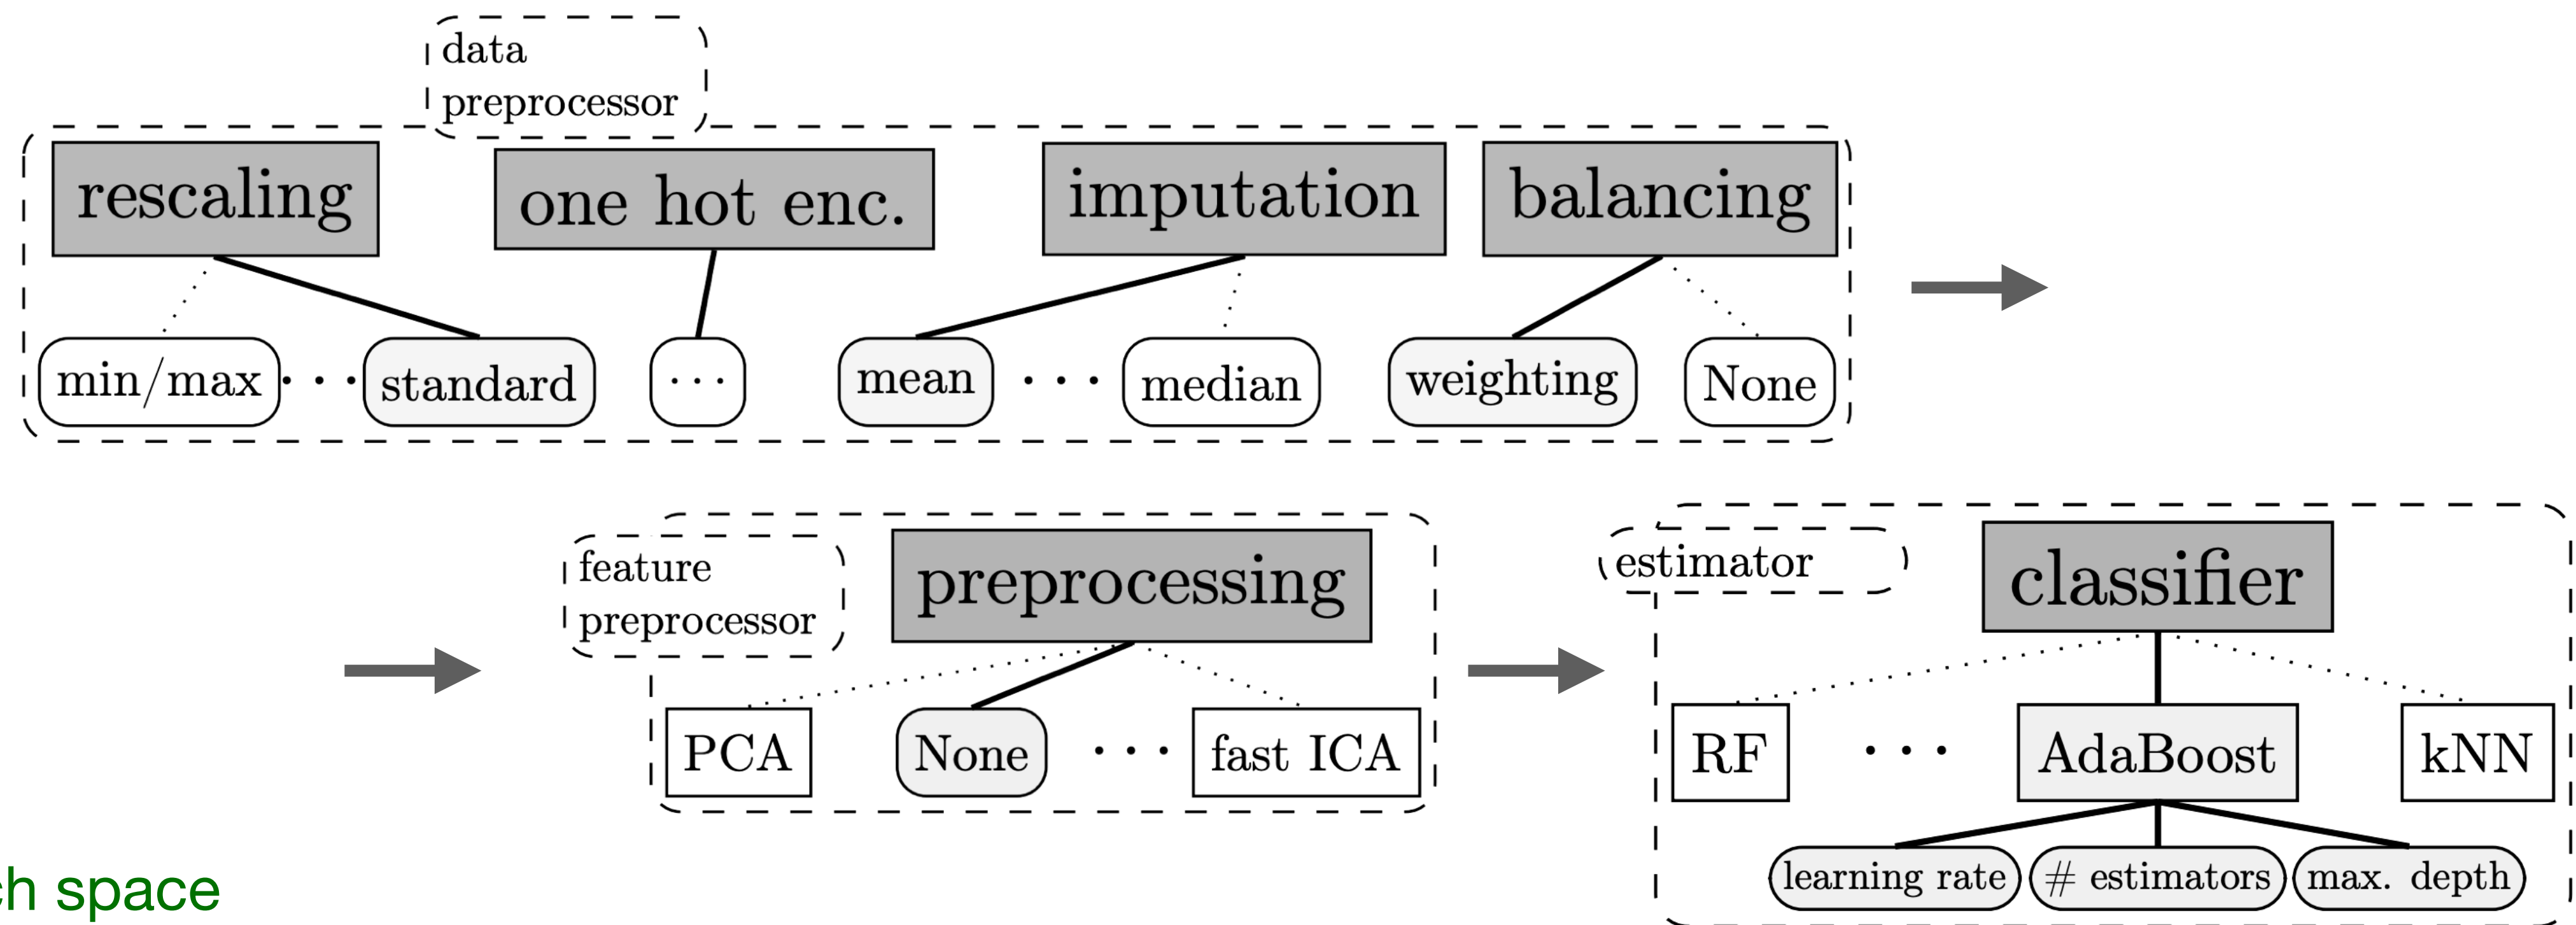 data
preprocessor
rescaling
one hot enc.
imputation
balancing
min/max
· · ·
standard
· · ·
mean
· · ·
median
weighting
None
feature
preprocessor
preprocessing
PCA
None
· · ·
fast ICA
estimator
classifier
RF
· · ·
AdaBoost
kNN
learning rate
# estimators
max. depth
ch space